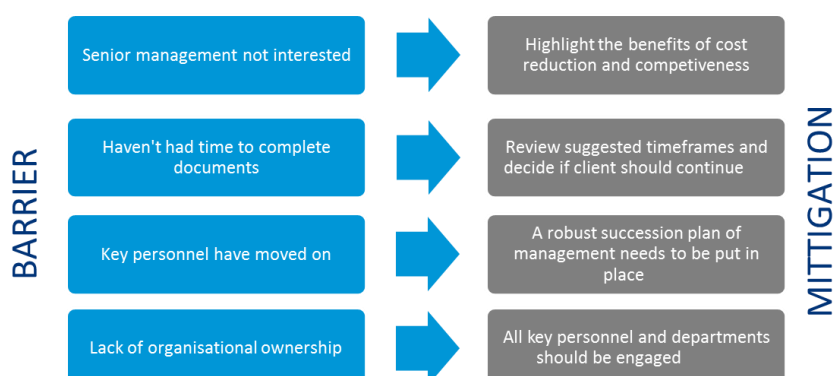 BARRIER
Senior management not interested
Highlight the benefits of cost
reduction and competiveness
Haven't had time to complete
documents
Review suggested timeframes and
decide if client should continue
Key personnel have moved on
A robust succession plan of
management needs to be put in
place
Lack of organisational ownership
All key personnel and departments
should be engaged
MITTIGATION